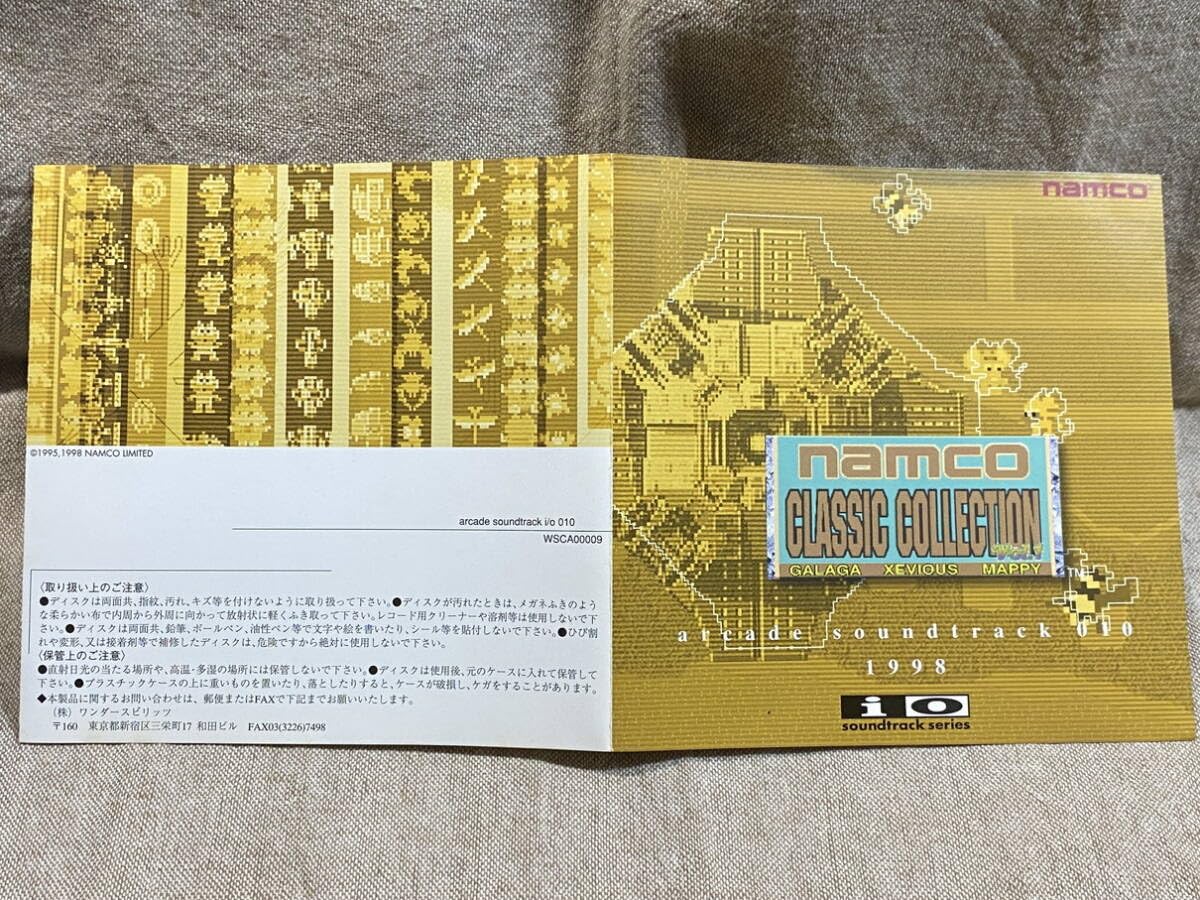 ©1995,1998 NAMCO LIMITED
arcade soundtrack i/o 010
WSCA00009
〈取り扱い上のご注意〉
●ディスクは両面共、指紋、汚れ、キズ等を付けないように取り扱って下さい。●ディスクが汚れたときは、メガネふきのよう
な柔らかい布で内周から外周に向かって放射状に軽くふき取って下さい。レコード用クリーナーや溶剤等は使用しないで下
さい。●ディスクは両面共、鉛筆、ボールペン、油性ペン等で文字や絵を書いたり、シール等を貼付しないで下さい。●ひび割
れや変形、又は接着剤等で補修したディスクは、危険ですから絶対に使用しないで下さい。
〈保管上のご注意〉
●直射日光の当たる場所や、高温・多湿の場所には保管しないで下さい。●ディスクは使用後、元のケースに入れて保管して
下さい。●プラスチックケースの上に重いものを置いたり、落としたりすると、ケースが破損し、ケガをすることがあります。
◆本製品に関するお問い合わせは、郵便またはFAXで下記までお願いいたします。
(株) ワンダースピリッツ
〒160 東京都新宿区三栄町17 和田ビル FAX03(3226)7498
namco
namco
CLASSIC COLLECTION
GALAGA XEVIOUS MAPPY
TM
arcade soundtrack 010
1998
i o
soundtrack series